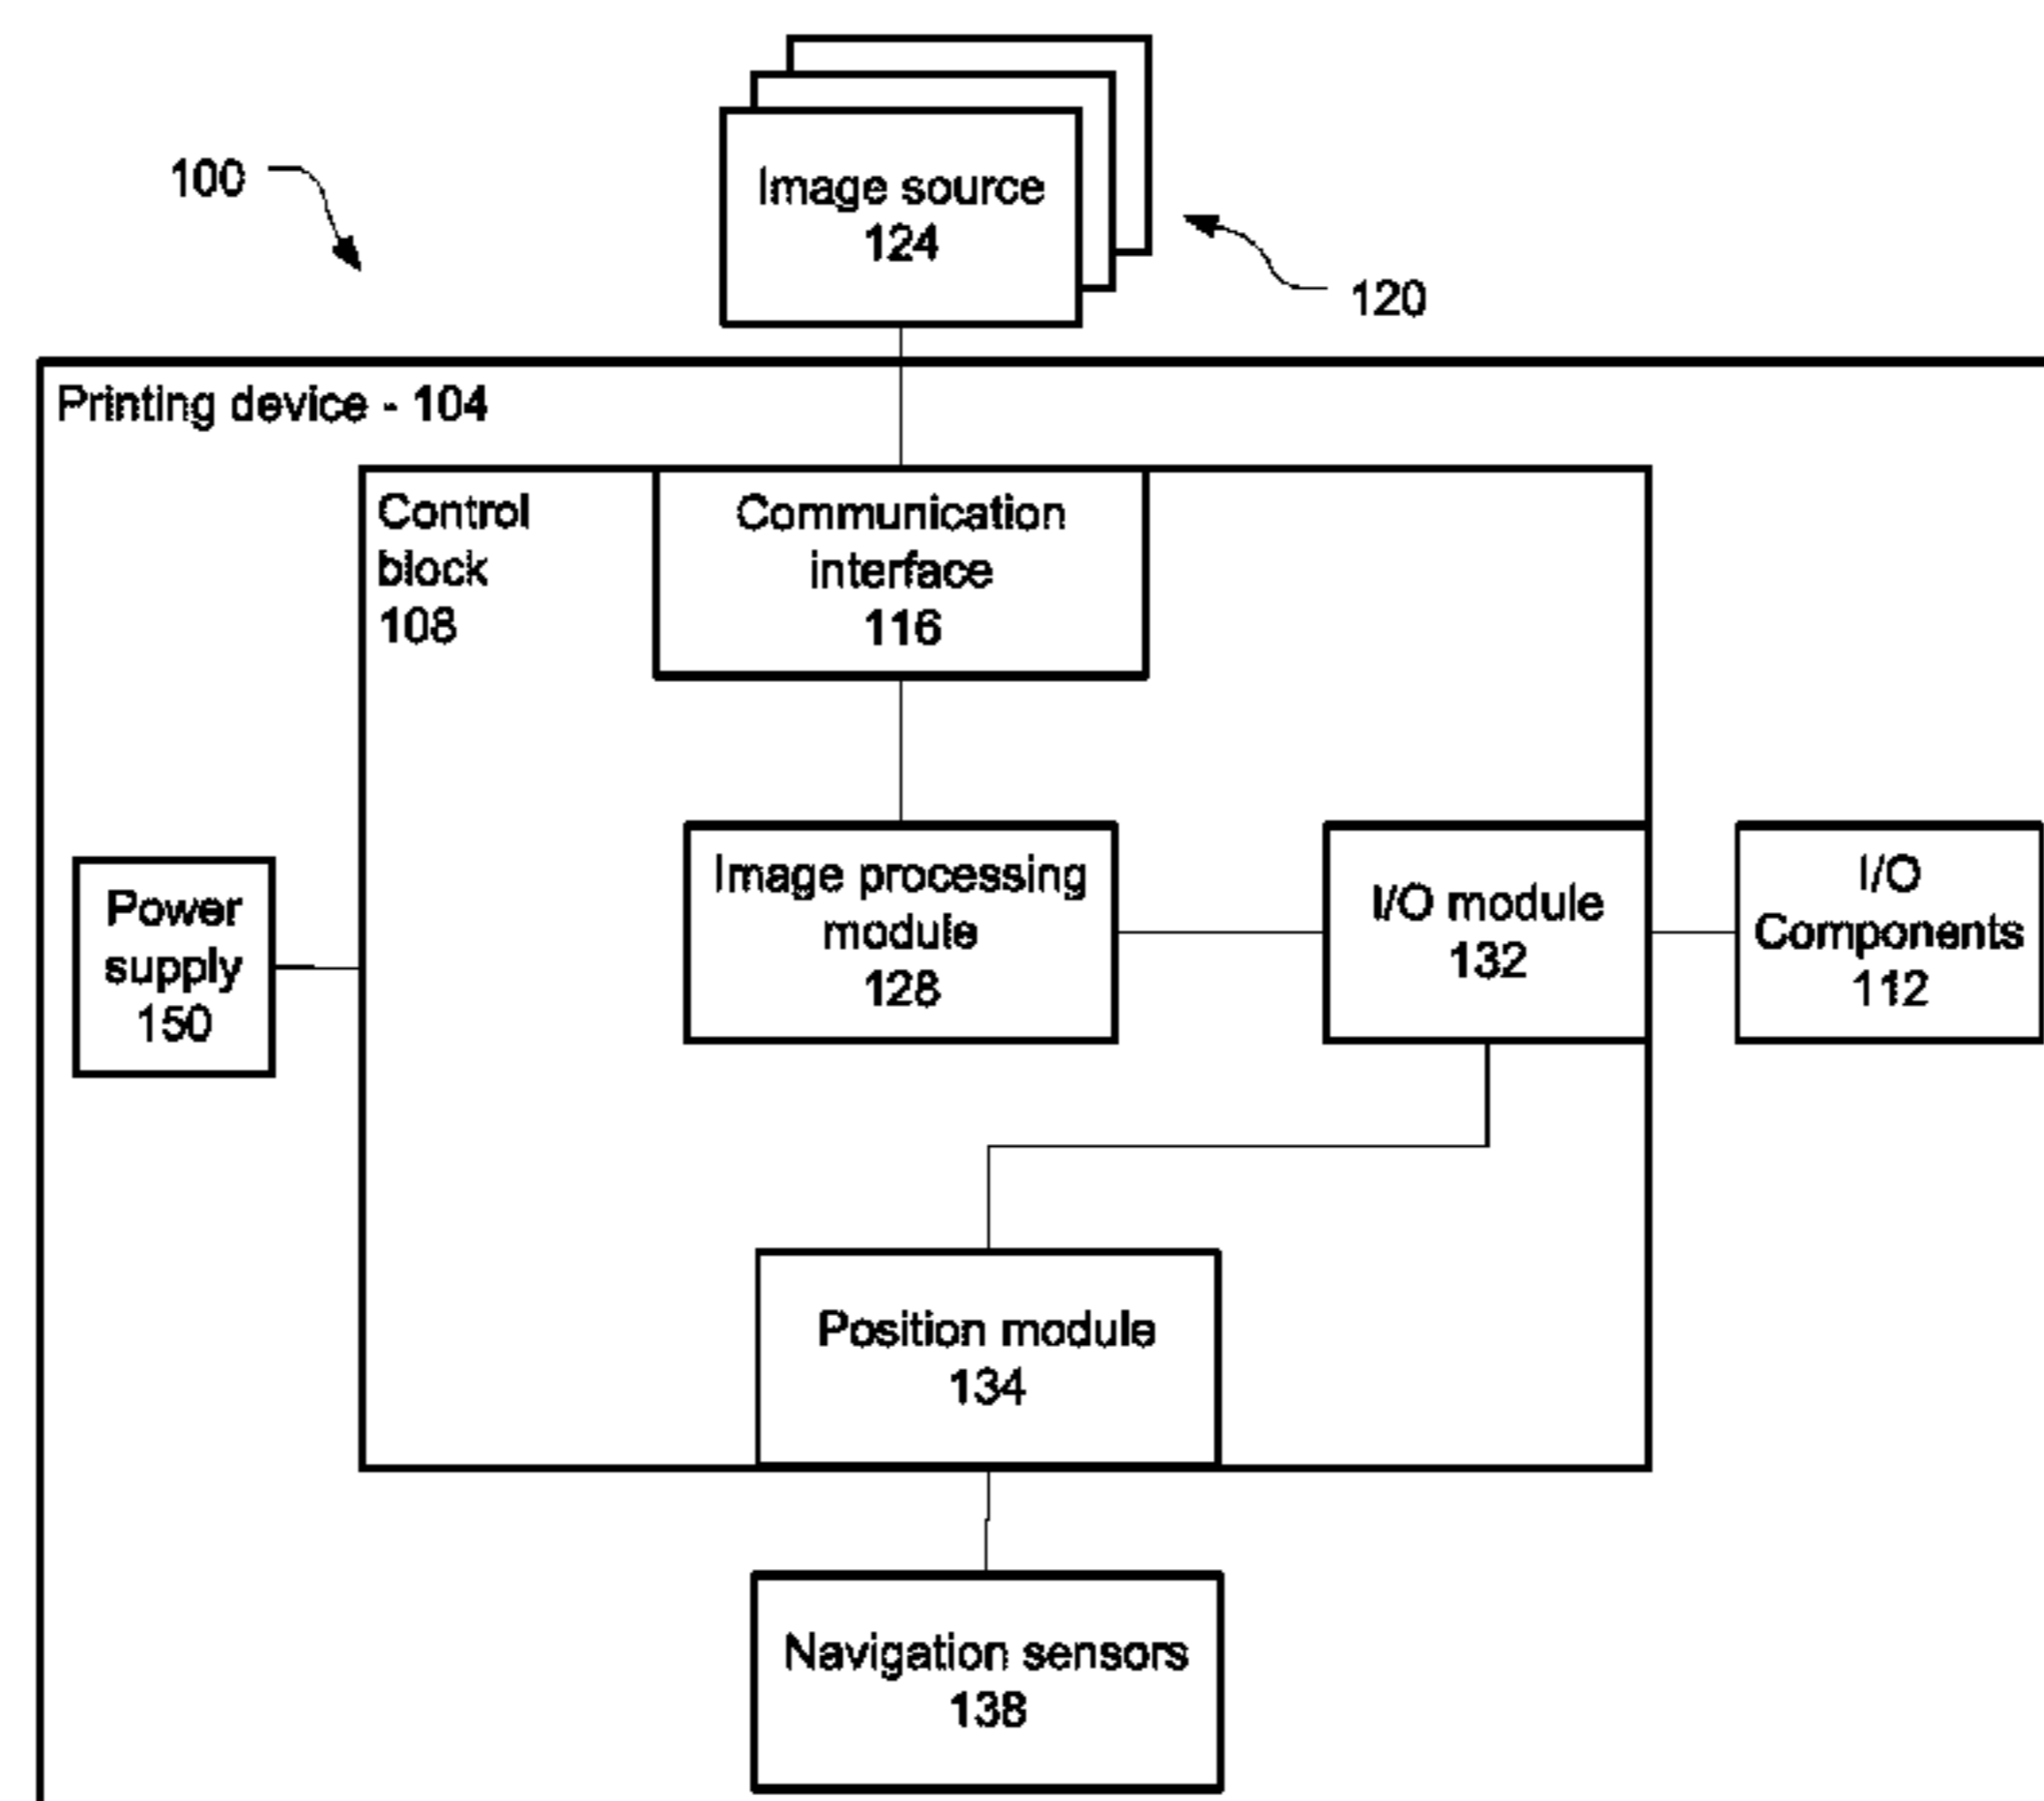 100
Image source
124
120
Printing device - 104
Control
block
108
Communication
interface
116
Power
supply
150
Image processing
module
128
I/O module
132
I/O
Components
112
Position module
134
Navigation sensors
138